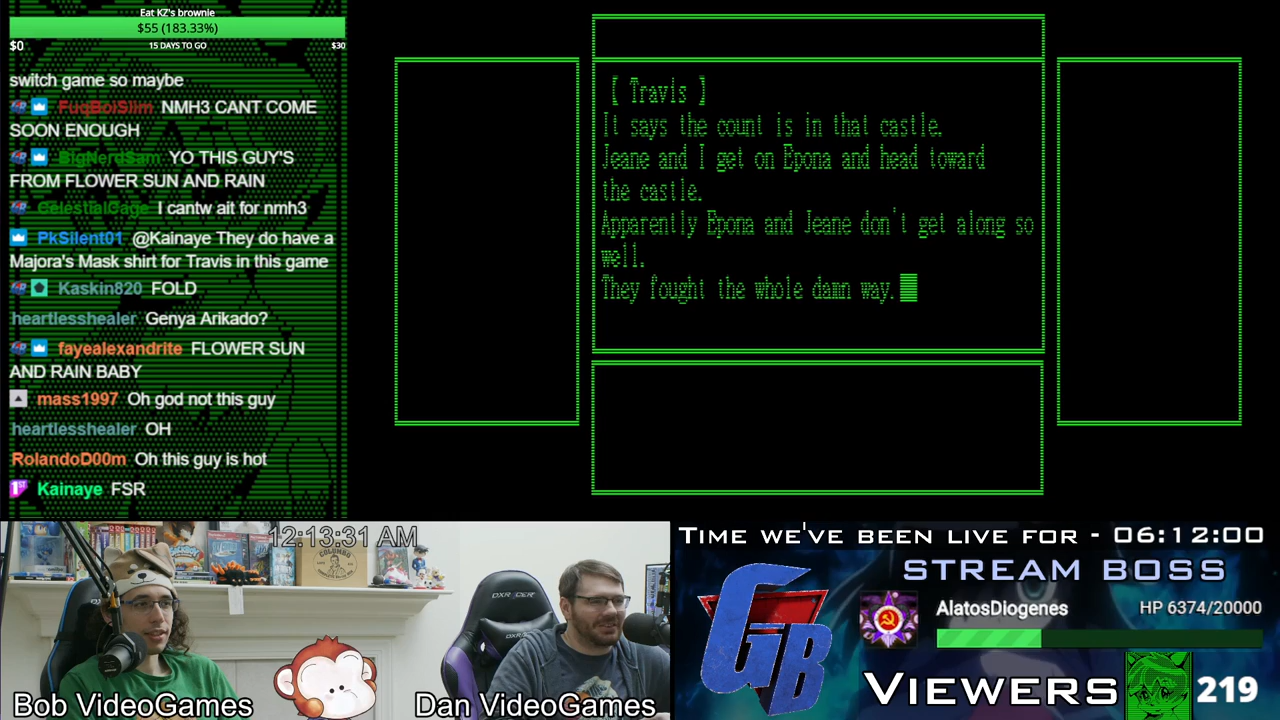 Eat KZ's brownie
$55 (183.33%)
$0 15 DAYS TO GO $30
switch game so maybe
FuqBoiSlim NMHH3 CANT COME
SOON ENOUGH
BigNerdSam YO THIS GUY'S
FROM FLOWER SUN AND RAIN
CelestialGage I cantw ait for nmh3
PkSilent01 @Kainaye They do have a
Majora's Mask shirt for Travis in this game
Kaskin820 FOLD
heartlesshealer Genya Arikado?
fayealexandrite FLOWER SUN
AND RAIN BABY
mass1997 Oh god not this guy
heartlesshealer OH
RolandoD00m Oh this guy is hot
Kainaye FSR
[ Travis ]
It says the count is in that castle.
Jeane and I get on Epona and head toward
the castle.
Apparently Epona and Jeane don't get along so
well.
They fought the whole damn way.
12:13:31 AM
COLUMBO
DXRACER
Bob VideoGames
Dan VideoGames
TIME WE'VE BEEN LIVE FOR - 06:12:00
STREAM BOSS
AlatosDiogenes HP 6374/20000
GB
VIEWERS 219